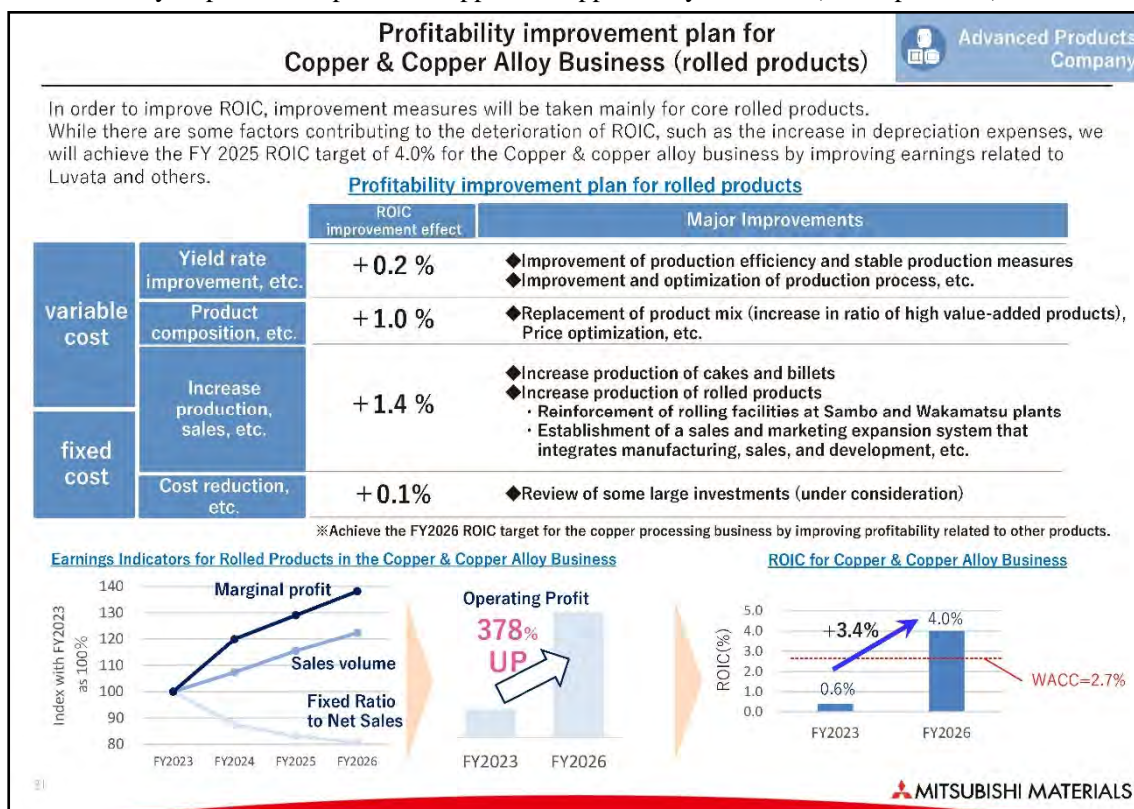 Profitability improvement plan for
Copper & Copper Alloy Business (rolled products)
Advanced Products
Company
In order to improve ROIC, improvement measures will be taken mainly for core rolled products.
While there are some factors contributing to the deterioration of ROIC, such as the increase in depreciation expenses, we
will achieve the FY 2025 ROIC target of 4.0% for the Copper & copper alloy business by improving earnings related to
Luvata and others.
Profitability improvement plan for rolled products
ROIC
improvement effect
Major Improvements
variable
cost
Yield rate
improvement, etc.
+0.2 %
◆Improvement of production efficiency and stable production measures
◆Improvement and optimization of production process, etc.
Product
composition, etc.
+1.0 %
◆Replacement of product mix (increase in ratio of high value-added products),
Price optimization, etc.
Increase
production,
sales, etc.
+1.4 %
◆Increase production of cakes and billets
◆Increase production of rolled products
・Reinforcement of rolling facilities at Sambo and Wakamatsu plants
・Establishment of a sales and marketing expansion system that
integrates manufacturing, sales, and development, etc.
fixed
cost
Cost reduction,
etc.
+0.1%
◆Review of some large investments (under consideration)
※Achieve the FY2026 ROIC target for the copper processing business by improving profitability related to other products.
Earnings Indicators for Rolled Products in the Copper & Copper Alloy Business
Index with FY2023
as 100%
140
130
120
110
100
90
80
Marginal profit
Sales volume
Fixed Ratio
to Net Sales
FY2023 FY2024 FY2025 FY2026
Operating Profit
378%
UP
FY2023 FY2026
ROIC for Copper & Copper Alloy Business
ROIC(%)
5.0
4.0
3.0
2.0
1.0
0.0
+3.4%
0.6%
4.0%
WACC=2.7%
FY2023 FY2026
MITSUBISHI MATERIALS